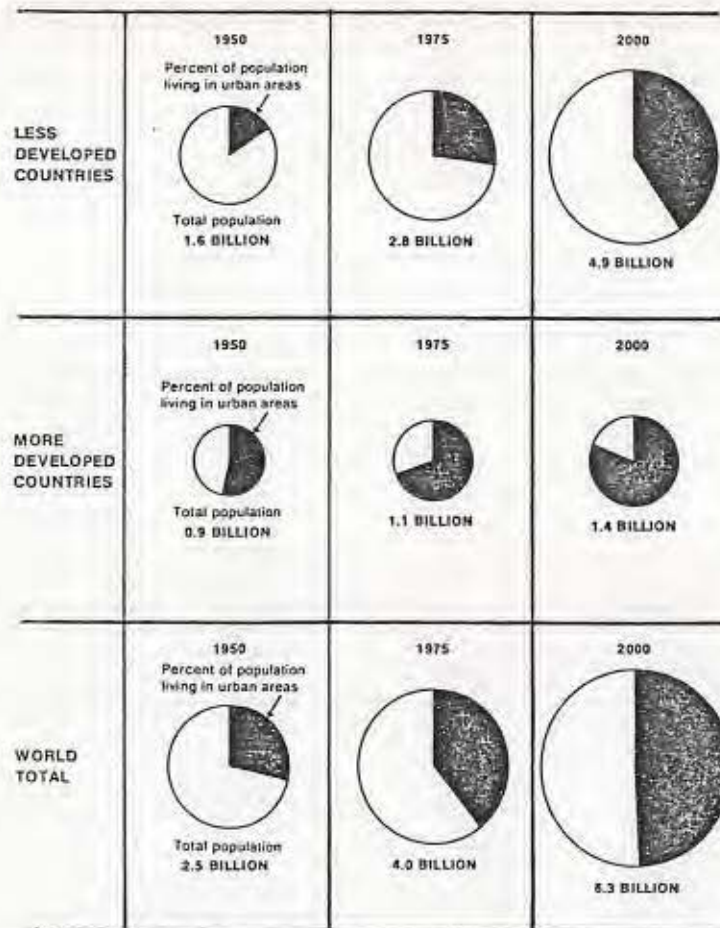 1950
1975
2000
LESS
DEVELOPED
COUNTRIES
Percent of population
living in urban areas
Total population
1.6 BILLION
2.8 BILLION
4.9 BILLION
1950
1975
2000
MORE
DEVELOPED
COUNTRIES
Percent of population
living in urban areas
Total population
0.9 BILLION
1.1 BILLION
1.4 BILLION
1950
1975
2000
WORLD
TOTAL
Percent of population
living in urban areas
Total population
2.5 BILLION
4.0 BILLION
6.3 BILLION